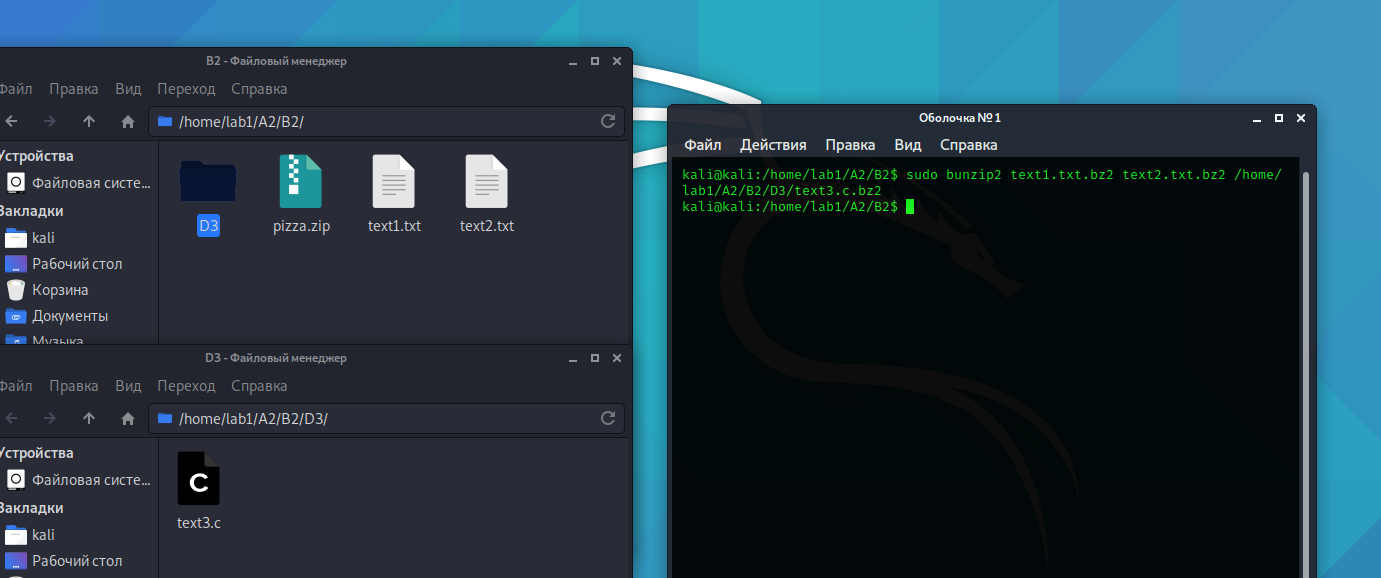 B2 - Файловый менеджер
Файл Правка Вид Переход Справка
/home/lab1/A2/B2/
Устройства
Файловая систе...
Закладки
kali
Рабочий стол
Корзина
Документы
Музыка
D3
pizza.zip
text1.txt
text2.txt
D3 - Файловый менеджер
Файл Правка Вид Переход Справка
/home/lab1/A2/B2/D3/
Устройства
Файловая систе...
Закладки
kali
Рабочий стол
C
text3.c
Оболочка №1
Файл Действия Правка Вид Справка
kali@kali:/home/lab1/A2/B2$ sudo bunzip2 text1.txt.bz2 text2.txt.bz2 /home/
lab1/A2/B2/D3/text3.c.bz2
kali@kali:/home/lab1/A2/B2$